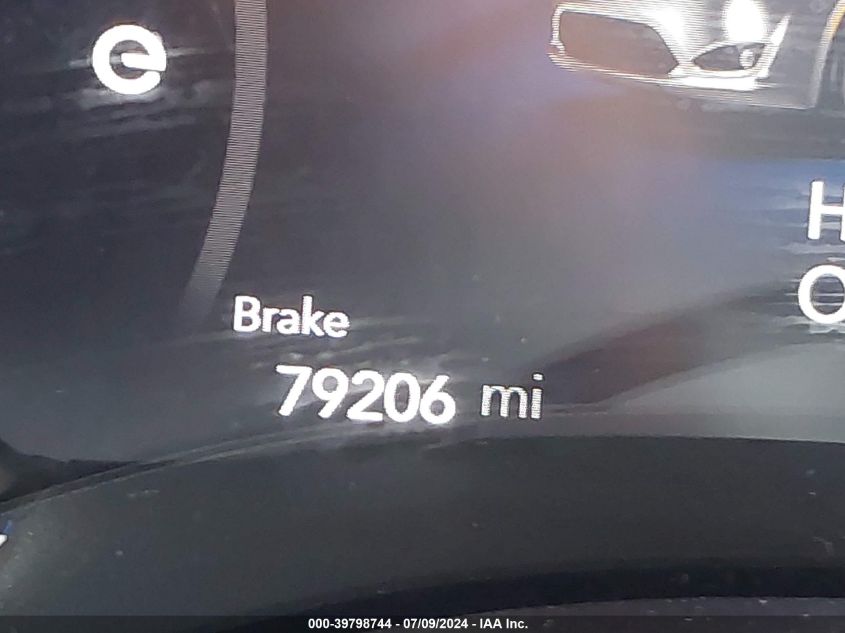 e
H
O
Brake
79206 mi
000-39798744 - 07/09/2024 - IAA Inc.